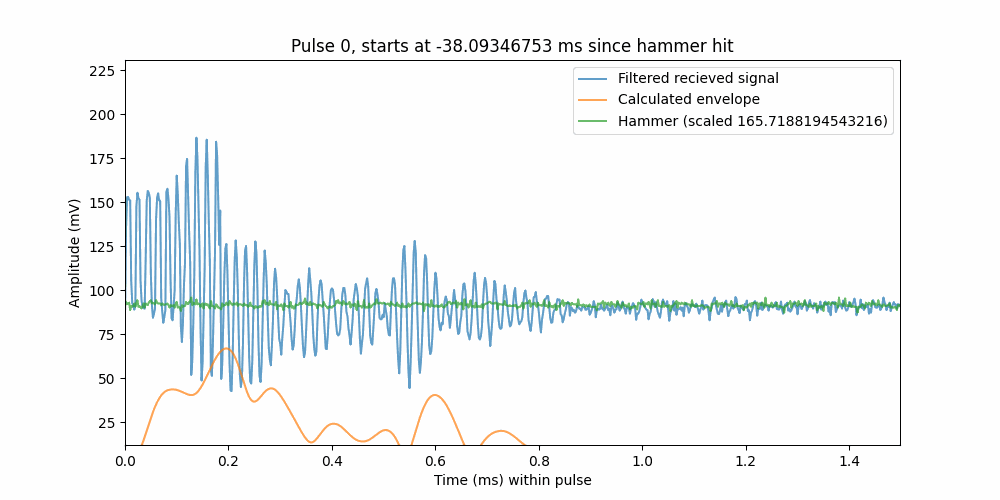 Pulse 0, starts at -38.09346753 ms since hammer hit
Filtered recieved signal
Calculated envelope
Hammer (scaled 165.7188194543216)
Amplitude (mV)
225
200
175
150
125
100
75
50
25
0.0 0.2 0.4 0.6 0.8 1.0 1.2 1.4
Time (ms) within pulse